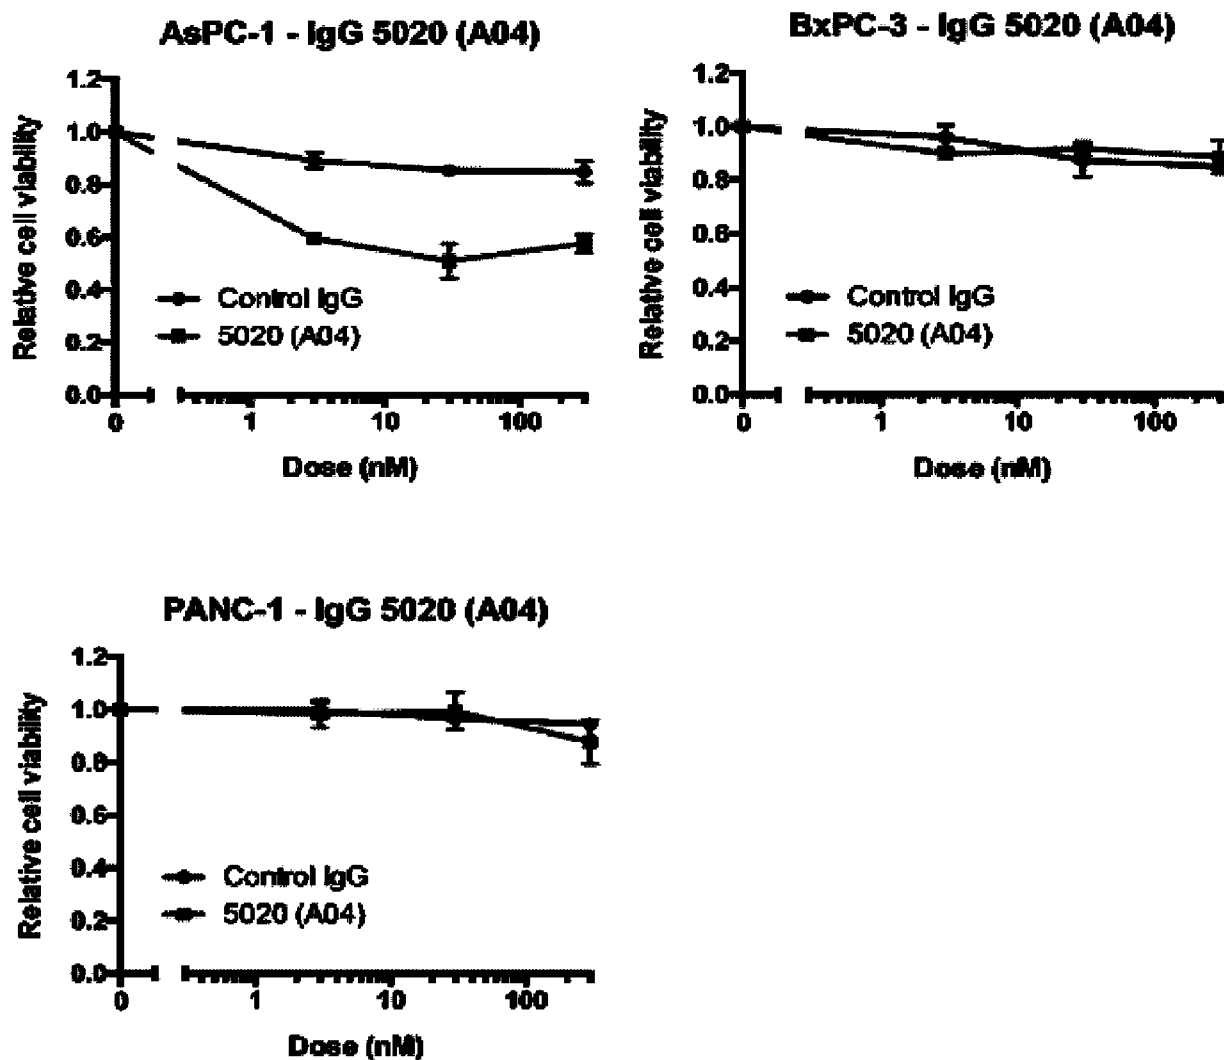 AsPC-1 - IgG 5020 (A04)
Relative cell viability
1.2
1.0
0.8
0.6
0.4
0.2
0.0
Control IgG
5020 (A04)
0 1 10 100
Dose (nM)
BxPC-3 - IgG 5020 (A04)
Relative cell viability
1.2
1.0
0.8
0.6
0.4
0.2
0.0
Control IgG
5020 (A04)
0 1 10 100
Dose (nM)
PANC-1 - IgG 5020 (A04)
Relative cell viability
1.2
1.0
0.8
0.6
0.4
0.2
0.0
Control IgG
5020 (A04)
0 1 10 100
Dose (nM)